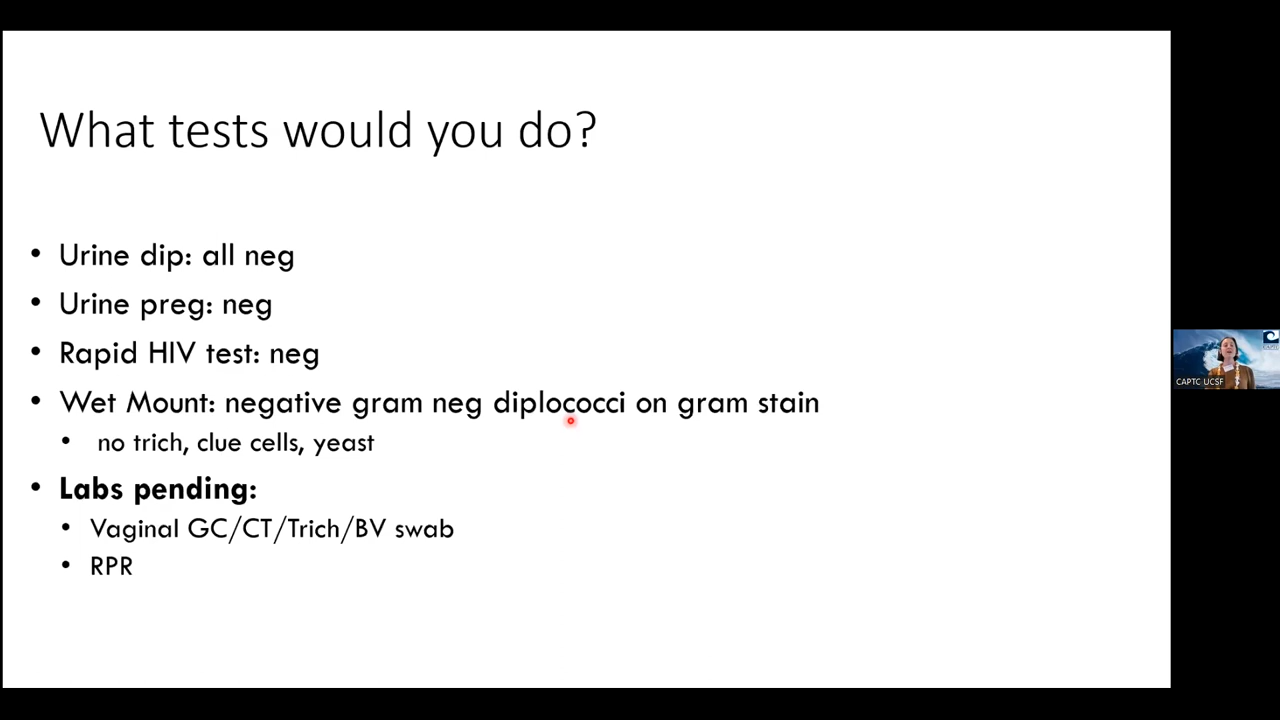 What tests would you do?
• Urine dip: all neg
• Urine preg: neg
• Rapid HIV test: neg
• Wet Mount: negative gram neg diplococci on gram stain
• no trich, clue cells, yeast
• Labs pending:
• Vaginal GC/CT/Trich/BV swab
• RPR
CAPTC UCSF